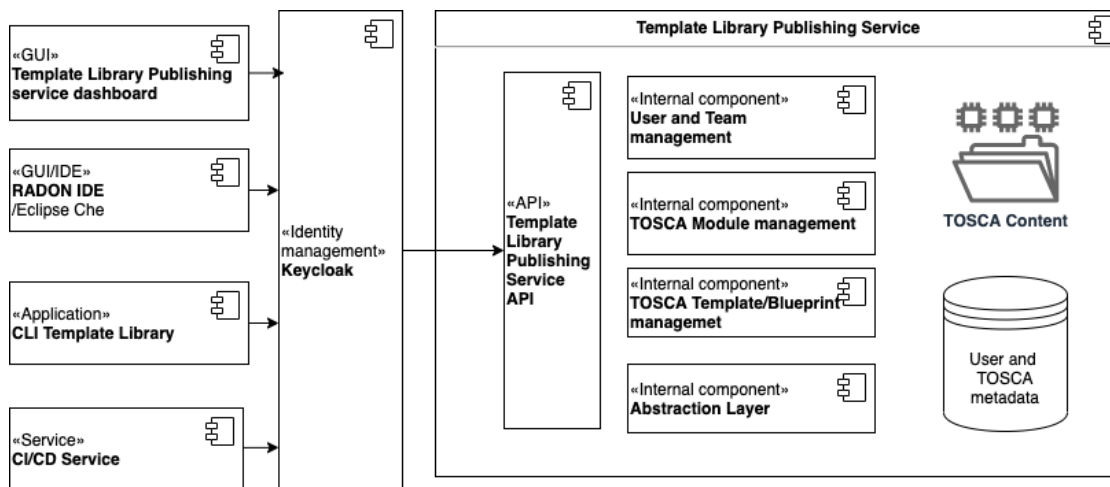 «GUI»
Template Library Publishing
service dashboard
«GUI/IDE»
RADON IDE
/Eclipse Che
«Application»
CLI Template Library
«Service»
CI/CD Service
«Identity
management»
Keycloak
Template Library Publishing Service
«API»
Template
Library
Publishing
Service
API
«Internal component»
User and Team
management
«Internal component»
TOSCA Module management
«Internal component»
TOSCA Template/Blueprint
managemet
«Internal component»
Abstraction Layer
TOSCA Content
User and
TOSCA
metadata